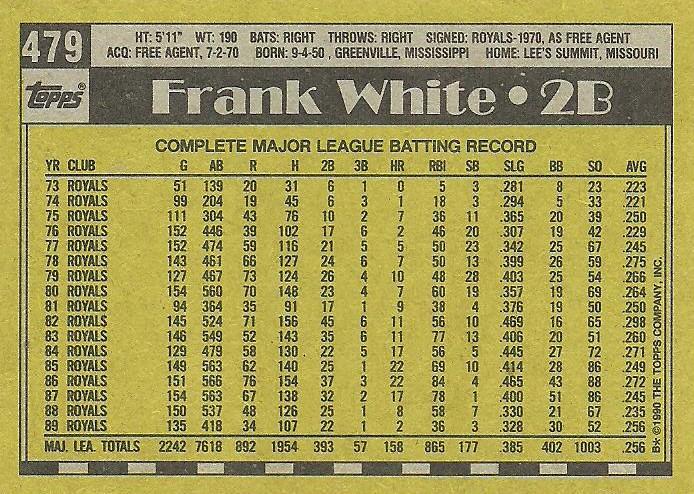 479
HT: 5'11" WT: 190 BATS: RIGHT THROWS: RIGHT SIGNED: ROYALS-1970, AS FREE AGENT
ACQ: FREE AGENT, 7-2-70 BORN: 9-4-50, GREENVILLE, MISSISSIPPI HOME: LEE'S SUMMIT, MISSOURI
TOPPS
Frank White • 2B
COMPLETE MAJOR LEAGUE BATTING RECORD
YR CLUB G AB R H 2B 3B HR RBI SB SLG BB SO AVG
73 ROYALS 51 139 20 31 6 1 0 5 3 .281 8 23 .223
74 ROYALS 99 204 19 45 6 3 1 18 3 .294 5 33 .221
75 ROYALS 111 304 43 76 10 2 7 36 11 .365 20 39 .250
76 ROYALS 152 446 39 102 17 6 2 46 20 .307 19 42 .229
77 ROYALS 152 474 59 116 21 5 5 50 23 .342 25 67 .245
78 ROYALS 143 461 66 127 24 6 7 50 13 .399 26 59 .275
79 ROYALS 127 467 73 124 26 4 10 48 28 .403 25 54 .266
80 ROYALS 154 560 70 148 23 4 7 60 19 .357 19 69 .264
81 ROYALS 94 364 35 91 17 1 9 38 4 .376 19 50 .250
82 ROYALS 145 524 71 156 45 6 11 56 10 .469 16 65 .298
83 ROYALS 146 549 52 143 35 6 11 77 13 .406 20 51 .260
84 ROYALS 129 479 58 130 22 5 17 56 5 .445 27 72 .271
85 ROYALS 149 563 62 140 25 1 22 69 10 .414 28 86 .249
86 ROYALS 151 566 76 154 37 3 22 84 4 .465 43 88 .272
87 ROYALS 154 563 67 138 32 2 17 78 1 .400 51 86 .245
88 ROYALS 150 537 48 126 25 1 8 58 7 .330 21 67 .235
89 ROYALS 135 418 34 107 22 1 2 36 3 .328 30 52 .256
MAJ. LEA. TOTALS 2242 7618 892 1954 393 57 158 865 177 .385 402 1003 .256
B* © 1990 THE TOPPS COMPANY, INC.